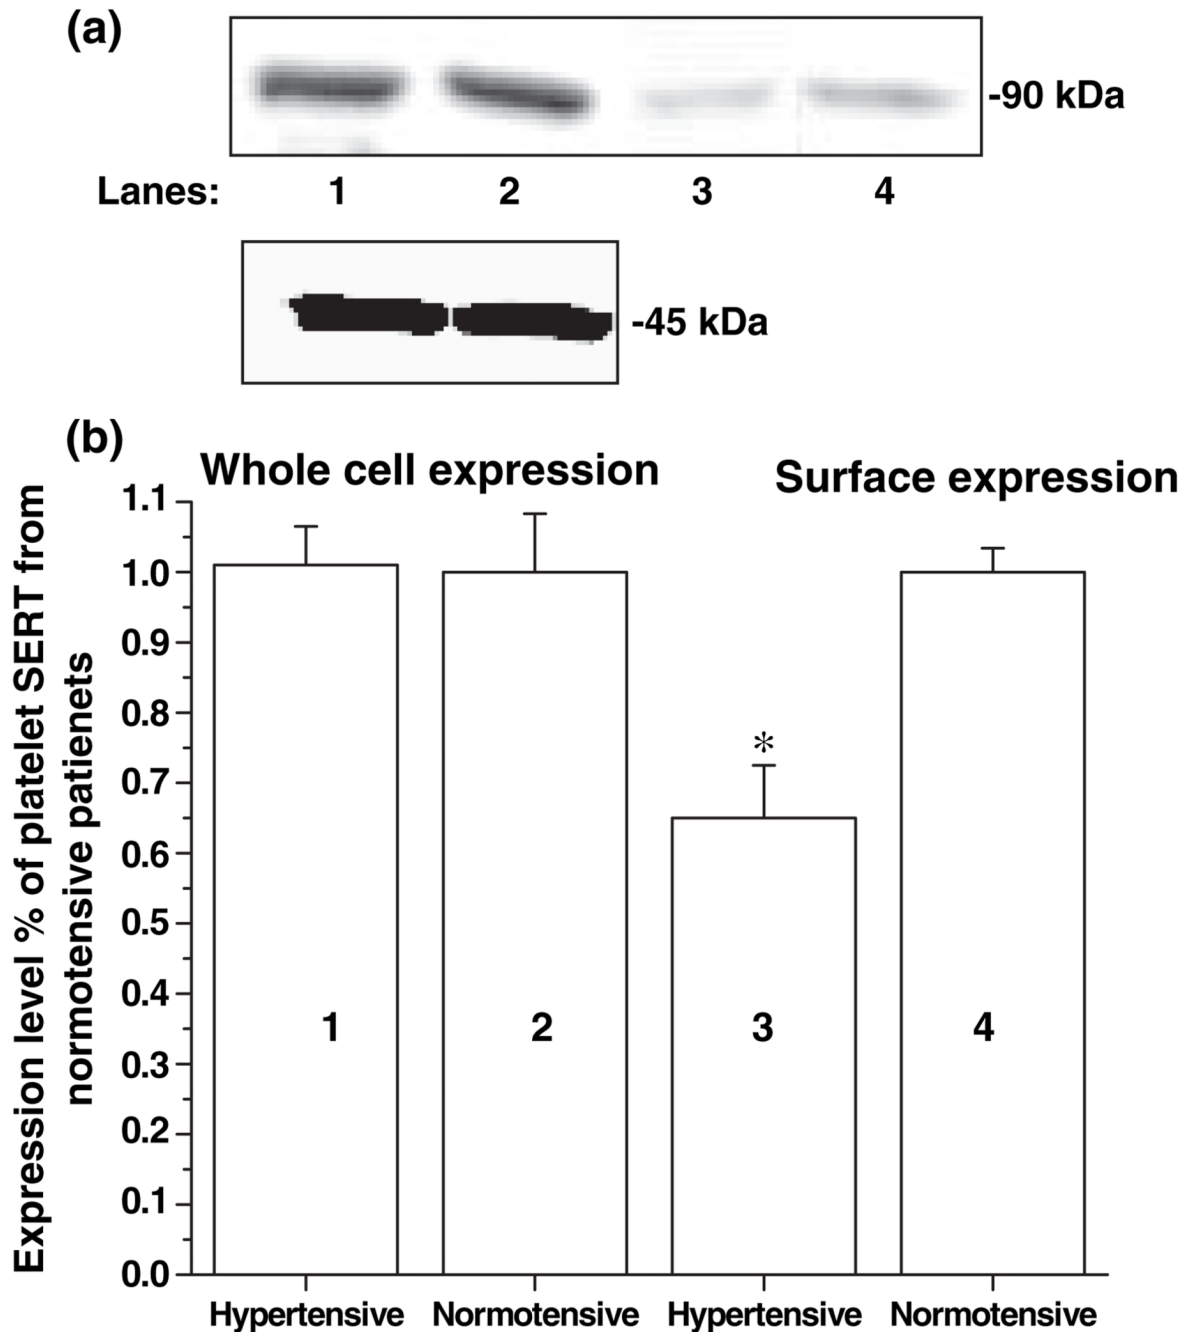 (a)
-90 kDa
Lanes: 1 2 3 4
-45 kDa
(b)
Whole cell expression
Surface expression
Expression level % of platelet SERT from
normotensive patienets
1.1
1.0
0.9
0.8
0.7
0.6
0.5
0.4
0.3
0.2
0.1
0.0
*
1 2 3 4
Hypertensive Normotensive Hypertensive Normotensive